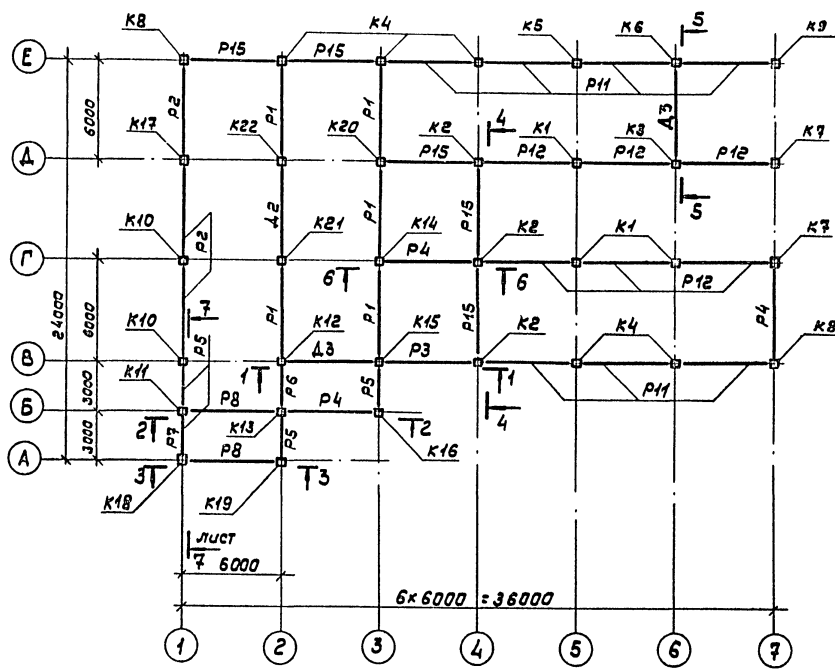 К8 К4 К5 К6 5 К9
Е Р15 Р15 Р11
Р2 Р1 Р1 Д3
6000 К17 К22 К20 К2 4 К1 К3 К7
Д Р15 Р12 Р12 Р12
5
Р2 Д2 Р1 Р15
К10 К21 К14 К2 К1 К7
Г Р4 Р12
6 6
24000 6000 7 Р5 Р1 Р1 Р15 Р4
К10 К12 К15 К2 К4 К8
В Д3 Р3 Р11
К11 1 Р6 Р5 1
3000 4
Б Р8 Р4
2 К13 2
3000 Р7 Р5 К16
А Р8
3 3
К18 К19
лист
7 6000
6х6000 = 36000
1 2 3 4 5 6 7